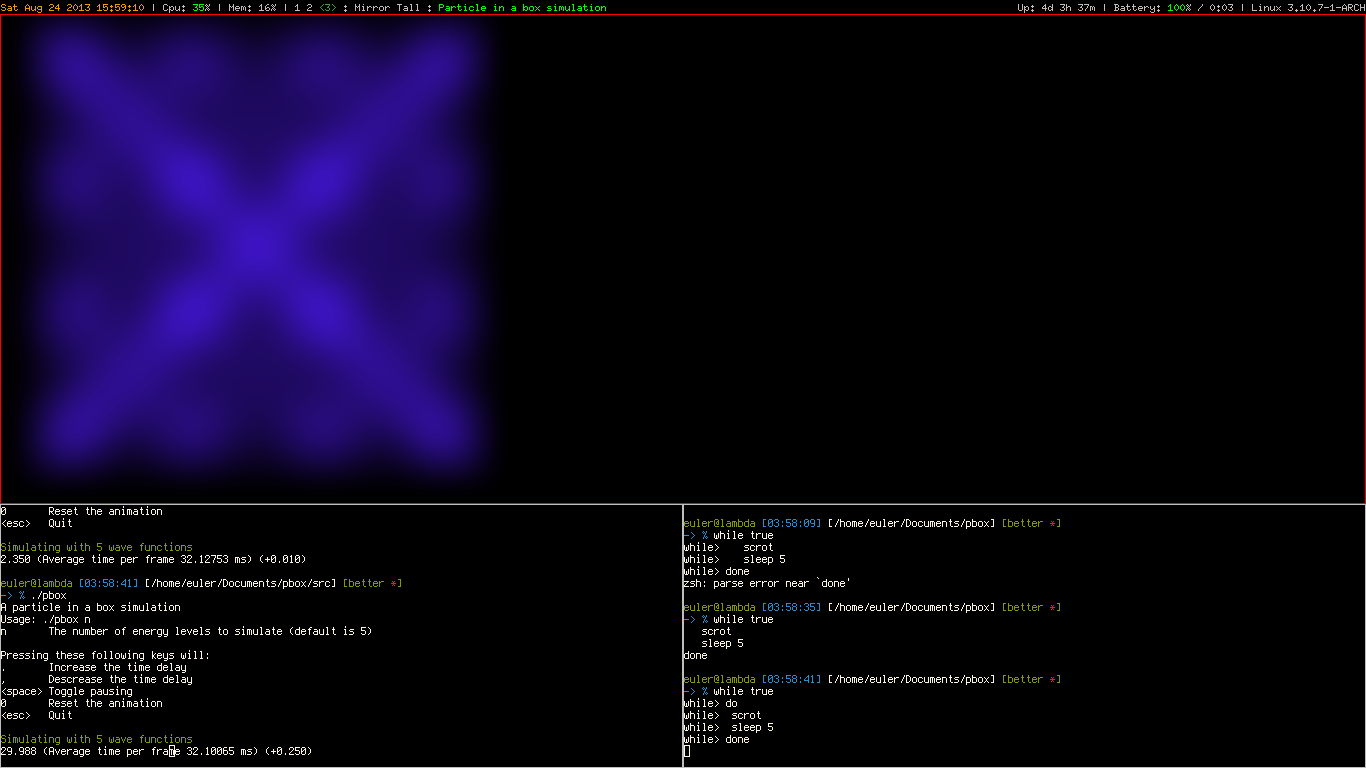 Sat Aug 24 2013 15:59:10 | Cpu: 35% | Mem: 16% | 1 2 <3> : Mirror Tall : Particle in a box simulation
Up: 4d 3h 37m | Battery: 100% / 0:03 | Linux 3.10.7-1-ARCH
0 Reset the animation
<esc> Quit
Simulating with 5 wave functions
2.350 (Average time per frame 32.12753 ms) (+0.010)
euler@lambda [03:58:41] [/home/euler/Documents/pbox/src] [better *]
-> % ./pbox
A particle in a box simulation
Usage: ./pbox n
n The number of energy levels to simulate (default is 5)
Pressing these following keys will:
. Increase the time delay
, Descrease the time delay
<space> Toggle pausing
0 Reset the animation
<esc> Quit
Simulating with 5 wave functions
29.988 (Average time per frame 32.10065 ms) (+0.250)
euler@lambda [03:58:09] [/home/euler/Documents/pbox] [better *]
-> % while true
while> scrot
while> sleep 5
while> done
zsh: parse error near `done'
euler@lambda [03:58:35] [/home/euler/Documents/pbox] [better *]
-> % while true
scrot
sleep 5
done
euler@lambda [03:58:41] [/home/euler/Documents/pbox] [better *]
-> % while true
while> do
while> scrot
while> sleep 5
while> done